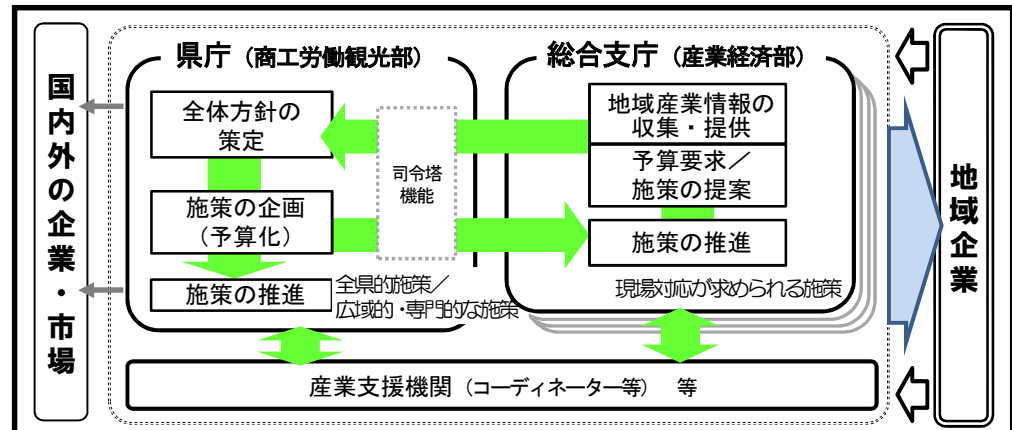 国内外の企業・市場
県庁（商工労働観光部）
全体方針の
策定
施策の企画
（予算化）
施策の推進
全県的施策／
広域的・専門的な施策
司令塔
機能
総合支庁（産業経済部）
地域産業情報の
収集・提供
予算要求／
施策の提案
施策の推進
現場対応が求められる施策
産業支援機関（コーディネーター等）　等
地域企業